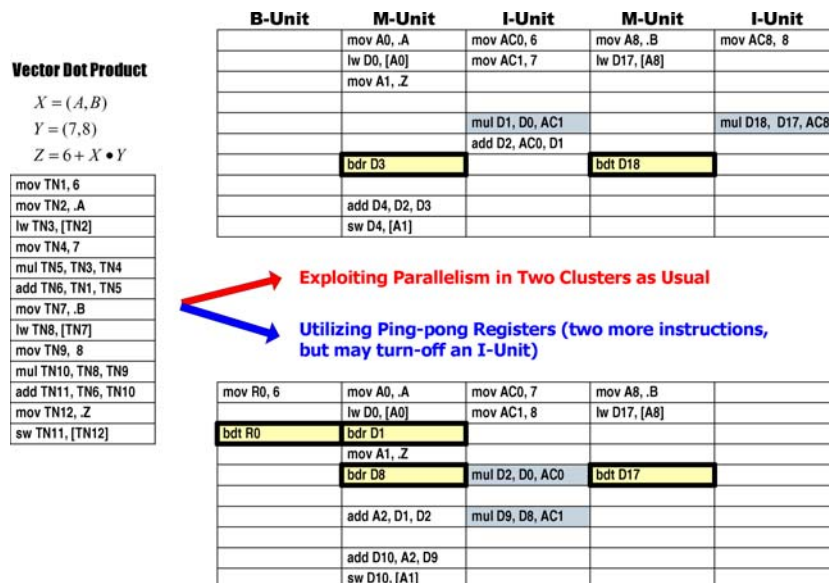 B-Unit M-Unit I-Unit M-Unit I-Unit
mov A0, .A mov AC0, 6 mov A8, .B mov AC8, 8
lw D0, [A0] mov AC1, 7 lw D17, [A8]
mov A1, .Z
mul D1, D0, AC1 mul D18, D17, AC8
add D2, AC0, D1
bdr D3 bdt D18
add D4, D2, D3
sw D4, [A1]
Vector Dot Product
X = (A,B)
Y = (7,8)
Z = 6 + X • Y
mov TN1, 6
mov TN2, .A
lw TN3, [TN2]
mov TN4, 7
mul TN5, TN3, TN4
add TN6, TN1, TN5
mov TN7, .B
lw TN8, [TN7]
mov TN9, 8
mul TN10, TN8, TN9
add TN11, TN6, TN10
mov TN12, .Z
sw TN11, [TN12]
Exploiting Parallelism in Two Clusters as Usual
Utilizing Ping-pong Registers (two more instructions,
but may turn-off an I-Unit)
mov R0, 6 mov A0, .A mov AC0, 7 mov A8, .B
lw D0, [A0] mov AC1, 8 lw D17, [A8]
bdt R0 bdr D1
mov A1, .Z
bdr D8 mul D2, D0, AC0 bdt D17
add A2, D1, D2 mul D9, D8, AC1
add D10, A2, D9
sw D10, [A1]